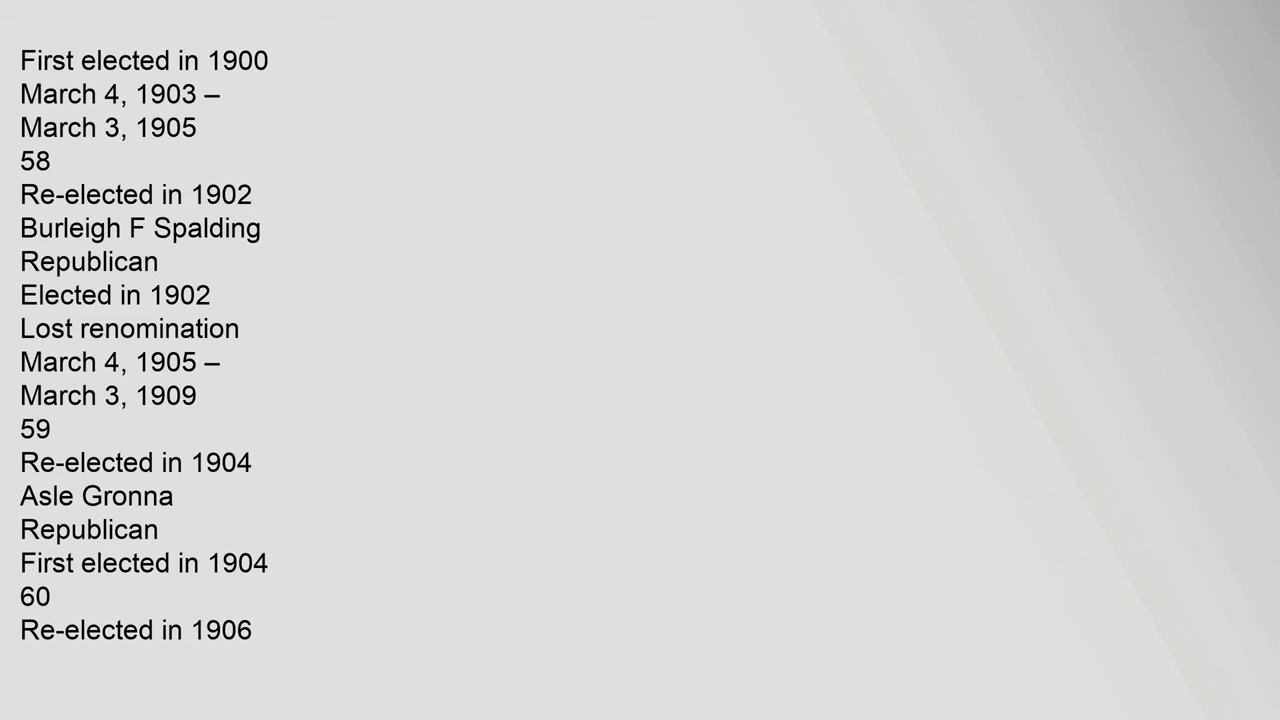 First elected in 1900
March 4, 1903 –
March 3, 1905
58
Re-elected in 1902
Burleigh F Spalding
Republican
Elected in 1902
Lost renomination
March 4, 1905 –
March 3, 1909
59
Re-elected in 1904
Asle Gronna
Republican
First elected in 1904
60
Re-elected in 1906